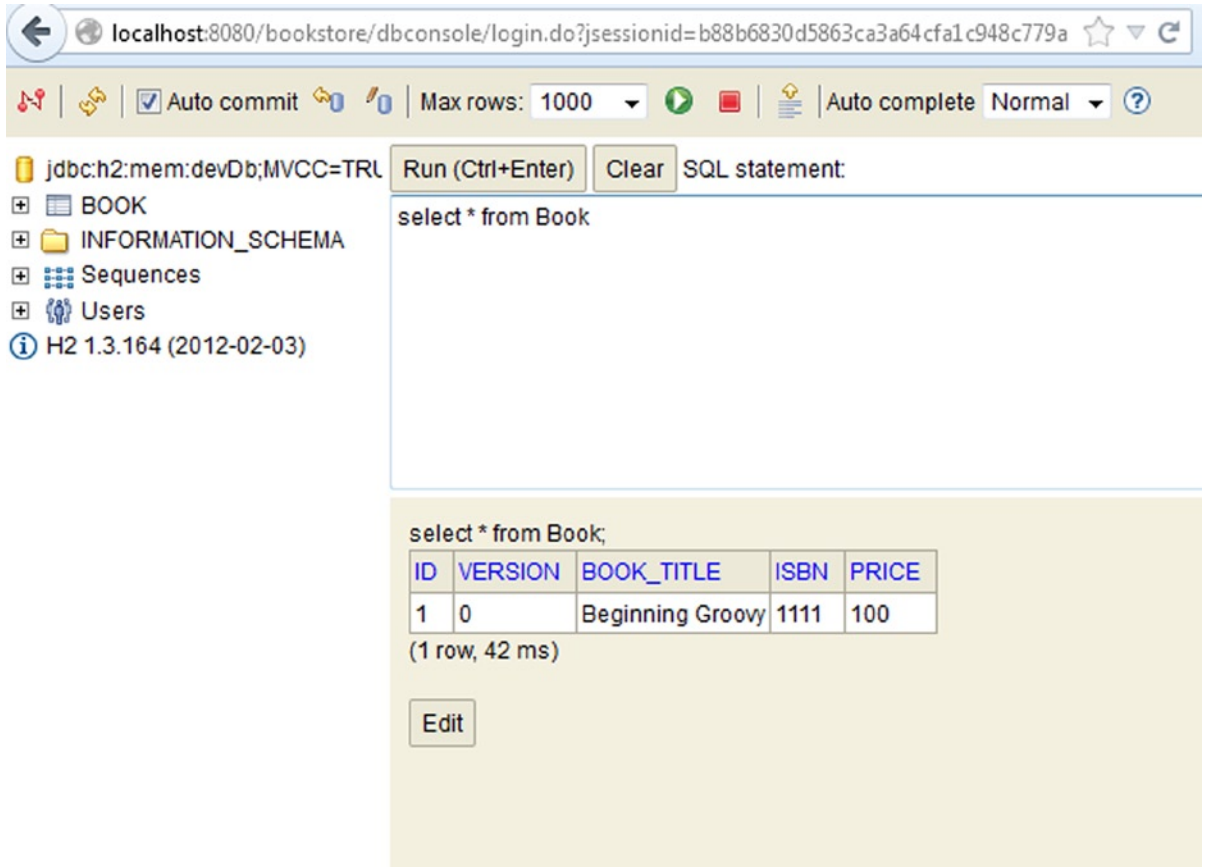 localhost:8080/bookstore/dbconsole/login.do?jsessionid=b88b6830d5863ca3a64cfa1c948c779a
Auto commit Max rows: 1000 Auto complete Normal
jdbc:h2:mem:devDb;MVCC=TRU
BOOK
INFORMATION_SCHEMA
Sequences
Users
H2 1.3.164 (2012-02-03)
Run (Ctrl+Enter) Clear SQL statement:
select * from Book
select * from Book;
ID VERSION BOOK_TITLE ISBN PRICE
1 0 Beginning Groovy 1111 100
(1 row, 42 ms)
Edit